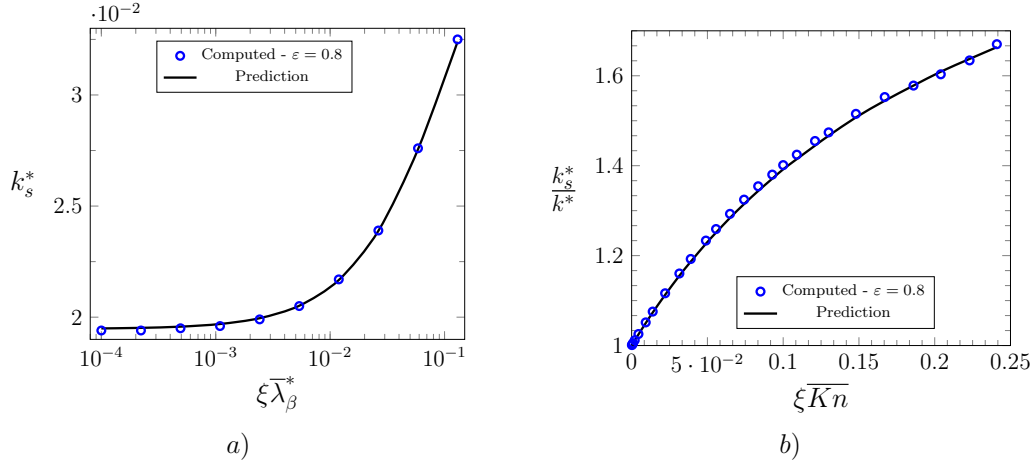 ·10⁻²
Computed - ε = 0.8
Prediction
3
2.5
2
k*ₛ
10⁻⁴
10⁻³
10⁻²
10⁻¹
ξλ̅*ᵦ
a)
Computed - ε = 0.8
Prediction
1.6
1.4
1.2
1
k*ₛ
k*
0
5 · 10⁻²
0.1
0.15
0.2
0.25
ξK̅n̅
b)